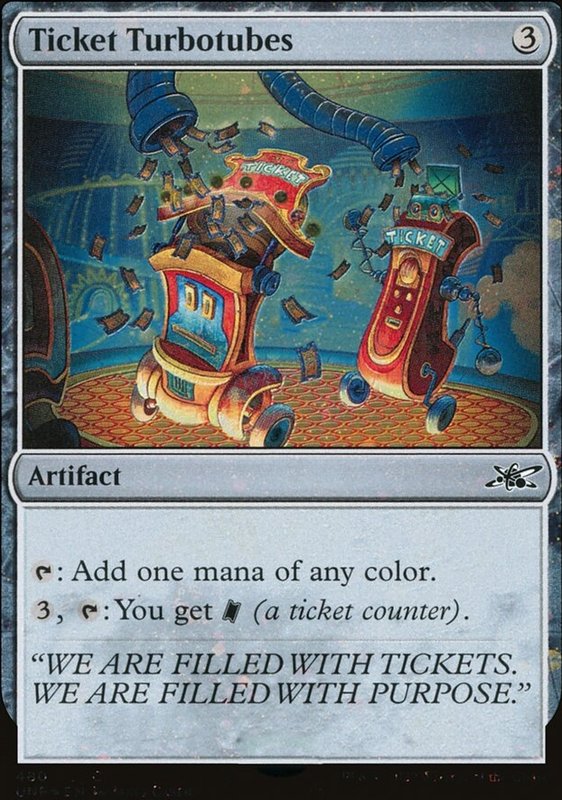 Ticket Turbotubes 3
TICKET
TICKET
Artifact
: Add one mana of any color.
3, : You get (a ticket counter).
“WE ARE FILLED WITH TICKETS.
WE ARE FILLED WITH PURPOSE.”